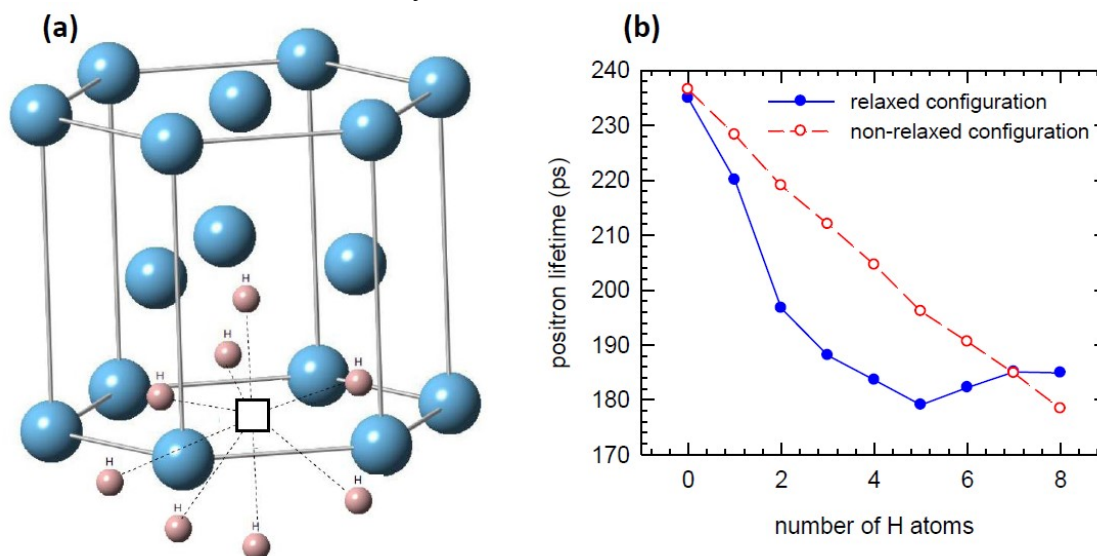 (a)
H
H
H
H
H
H
H
H
(b)
240
230
220
210
200
190
180
170
positron lifetime (ps)
relaxed configuration
non-relaxed configuration
0
2
4
6
8
number of H atoms